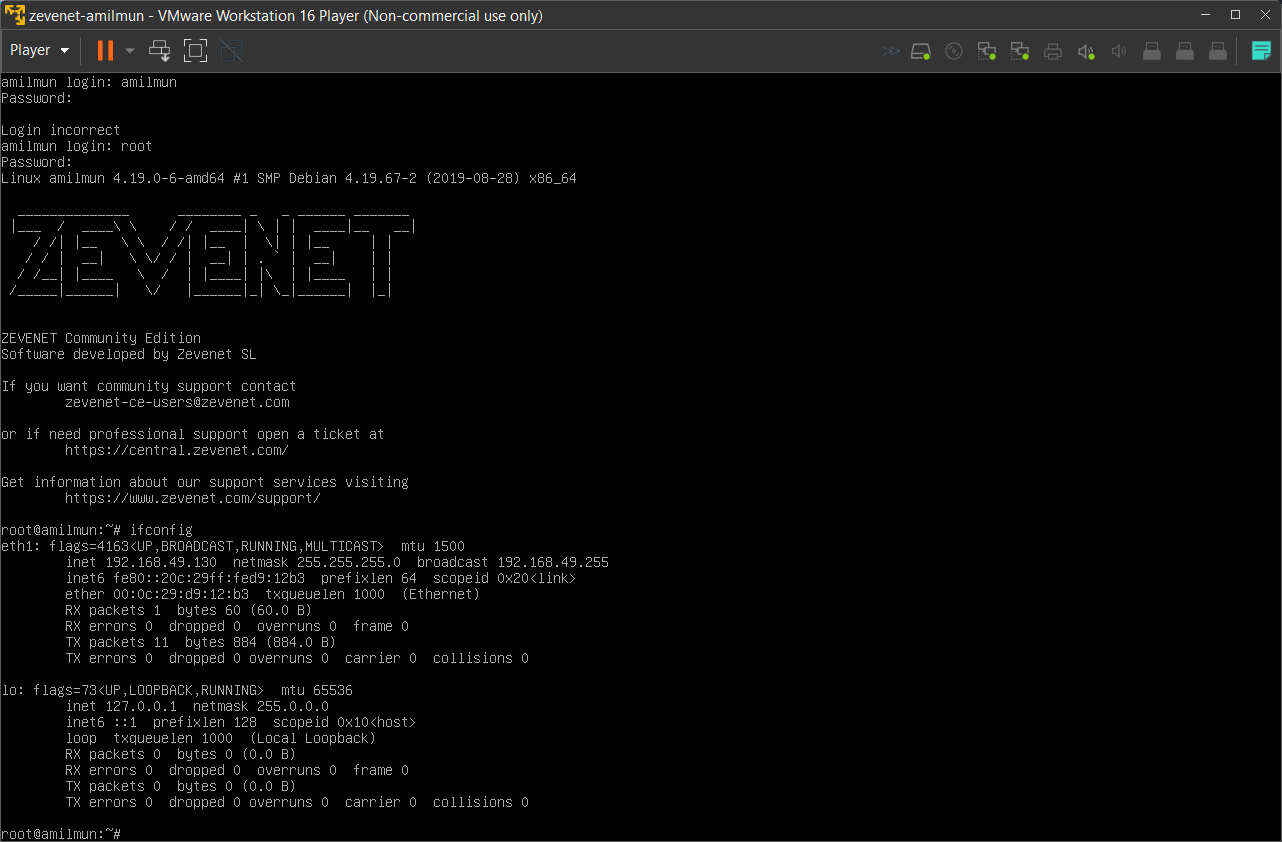 zevenet-amilmun - VMware Workstation 16 Player (Non-commercial use only)
Player
amilmun login: amilmun
Password:
Login incorrect
amilmun login: root
Password:
Linux amilmun 4.19.0-6-amd64 #1 SMP Debian 4.19.67-2 (2019-08-28) x86_64
ZEVENET
ZEVENET Community Edition
Software developed by Zevenet SL
If you want community support contact
zevenet-ce-users@zevenet.com
or if need professional support open a ticket at
https://central.zevenet.com/
Get information about our support services visiting
https://www.zevenet.com/support/
root@amilmun:~# ifconfig
eth1: flags=4163<UP,BROADCAST,RUNNING,MULTICAST>  mtu 1500
inet 192.168.49.130  netmask 255.255.255.0  broadcast 192.168.49.255
inet6 fe80::20c:29ff:fed9:12b3  prefixlen 64  scopeid 0x20<link>
ether 00:0c:29:d9:12:b3  txqueuelen 1000  (Ethernet)
RX packets 1  bytes 60 (60.0 B)
RX errors 0  dropped 0  overruns 0  frame 0
TX packets 11  bytes 884 (884.0 B)
TX errors 0  dropped 0 overruns 0  carrier 0  collisions 0
lo: flags=73<UP,LOOPBACK,RUNNING>  mtu 65536
inet 127.0.0.1  netmask 255.0.0.0
inet6 ::1  prefixlen 128  scopeid 0x10<host>
loop  txqueuelen 1000  (Local Loopback)
RX packets 0  bytes 0 (0.0 B)
RX errors 0  dropped 0  overruns 0  frame 0
TX packets 0  bytes 0 (0.0 B)
TX errors 0  dropped 0 overruns 0  carrier 0  collisions 0
root@amilmun:~#